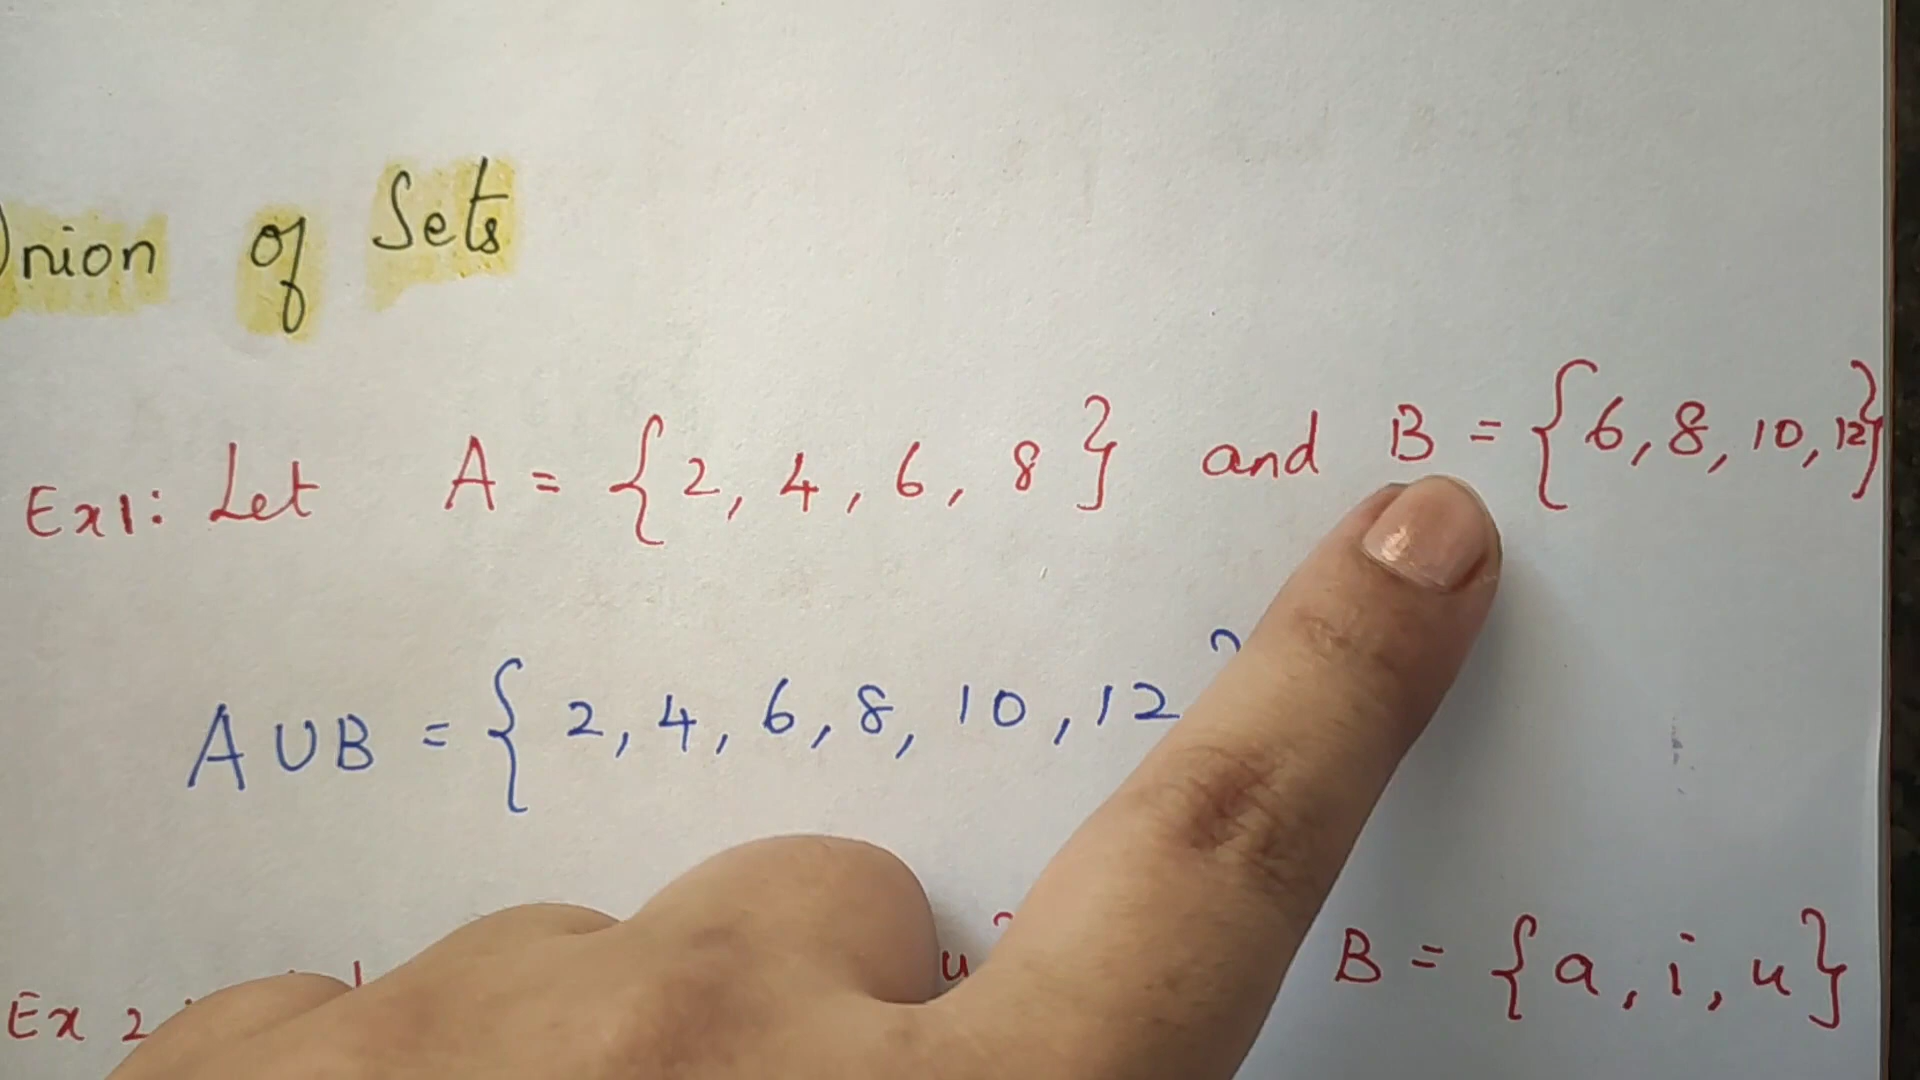 Union of Sets
Ex1: Let A = {2, 4, 6, 8} and B = {6, 8, 10, 12}
A ∪ B = { 2, 4, 6, 8, 10, 12
Ex 2 u B = {a, i, u}